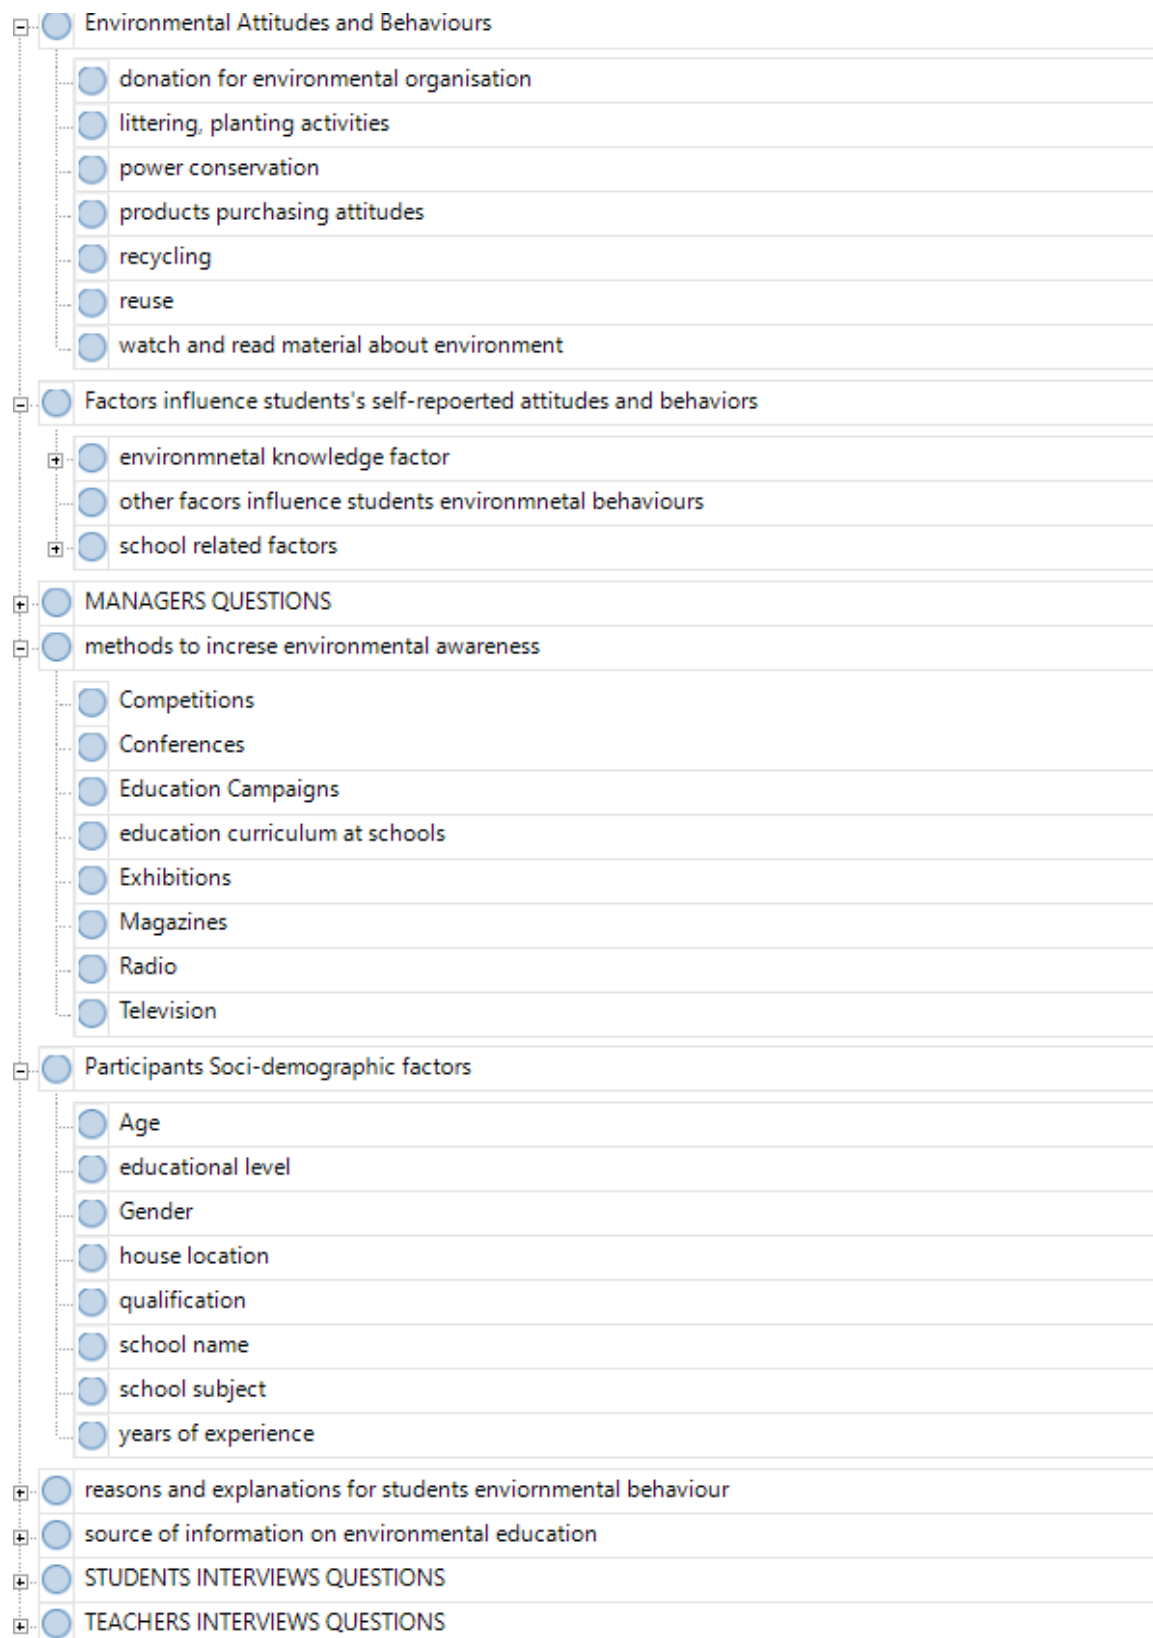 Environmental Attitudes and Behaviours
donation for environmental organisation
littering, planting activities
power conservation
products purchasing attitudes
recycling
reuse
watch and read material about environment
Factors influence students's self-repoerted attitudes and behaviors
environmnetal knowledge factor
other facors influence students environmnetal behaviours
school related factors
MANAGERS QUESTIONS
methods to increse environmental awareness
Competitions
Conferences
Education Campaigns
education curriculum at schools
Exhibitions
Magazines
Radio
Television
Participants Soci-demographic factors
Age
educational level
Gender
house location
qualification
school name
school subject
years of experience
reasons and explanations for students enviornmental behaviour
source of information on environmental education
STUDENTS INTERVIEWS QUESTIONS
TEACHERS INTERVIEWS QUESTIONS